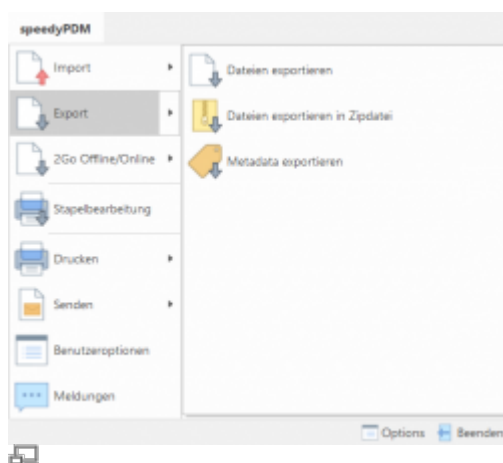 speedyPDM
Import
Export
2Go Offline/Online
Stapelbearbeitung
Drucken
Senden
Benutzeroptionen
Meldungen
Dateien exportieren
Dateien exportieren in Zipdatei
Metadata exportieren
Options
Beenden